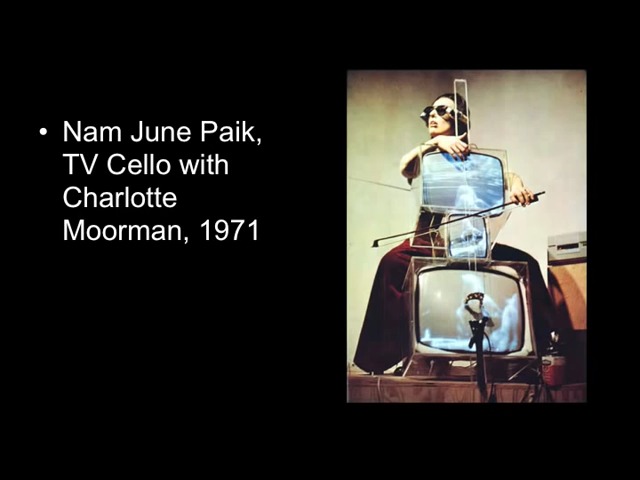 • Nam June Paik,
TV Cello with
Charlotte
Moorman, 1971